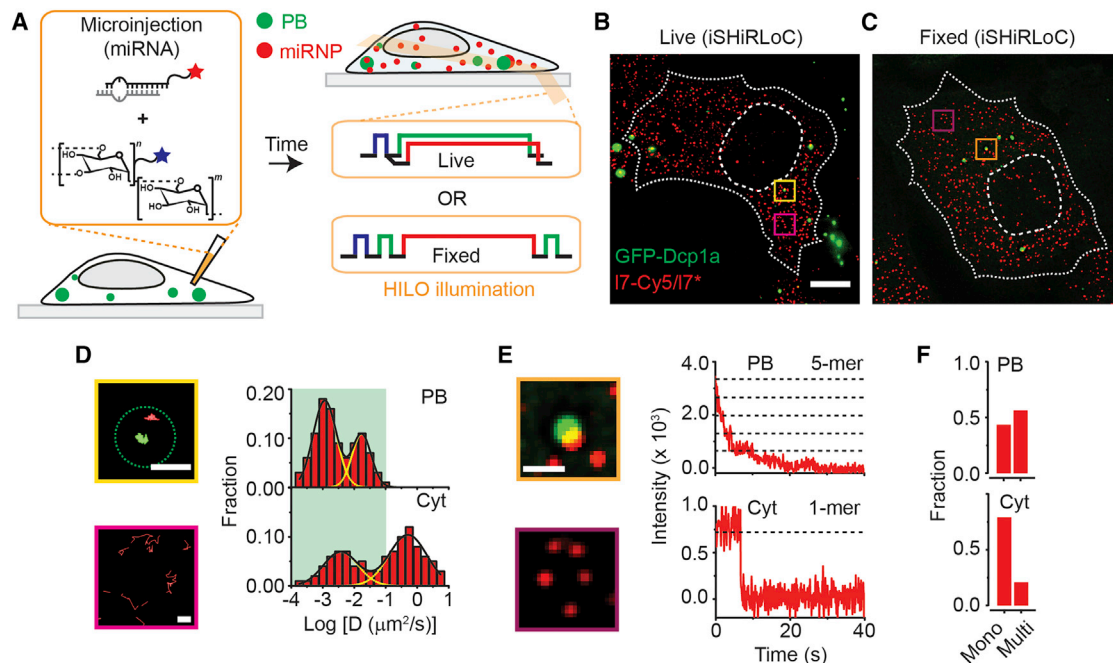 A
Microinjection
(miRNA)
+
HO
O
O
OH
n
HO
O
O
OH
m
PB
miRNP
Time
Live
OR
Fixed
HILO illumination
B
Live (iSHiRLoC)
GFP-Dcp1a
l7-Cy5/l7*
C
Fixed (iSHiRLoC)
D
Fraction
0.20
0.10
0.00
PB
0.10
0.00
Cyt
-4 -3 -2 -1 0 1
Log [D (μm²/s)]
E
Intensity (x 10³)
4.0
2.0
0.0
PB 5-mer
1.0
0.5
0.0
Cyt 1-mer
0 20 40
Time (s)
F
Fraction
1.0
0.5
0.0
PB
1.0
0.5
0.0
Cyt
Mono
Multi